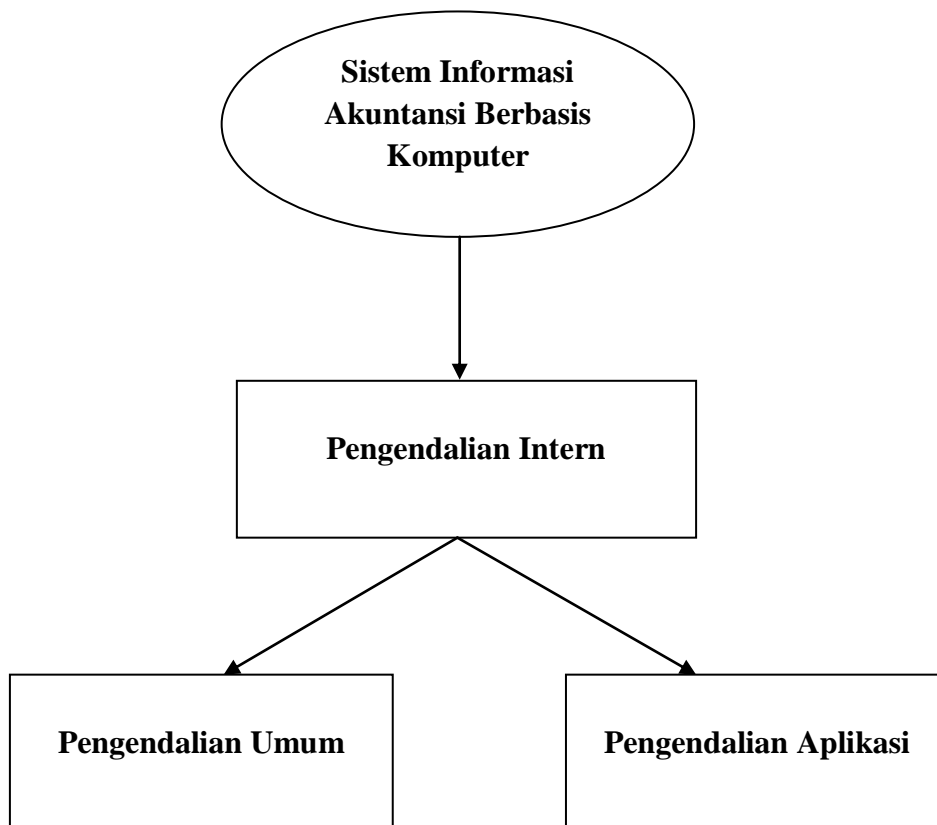 Sistem Informasi
Akuntansi Berbasis
Komputer
Pengendalian Intern
Pengendalian Umum
Pengendalian Aplikasi